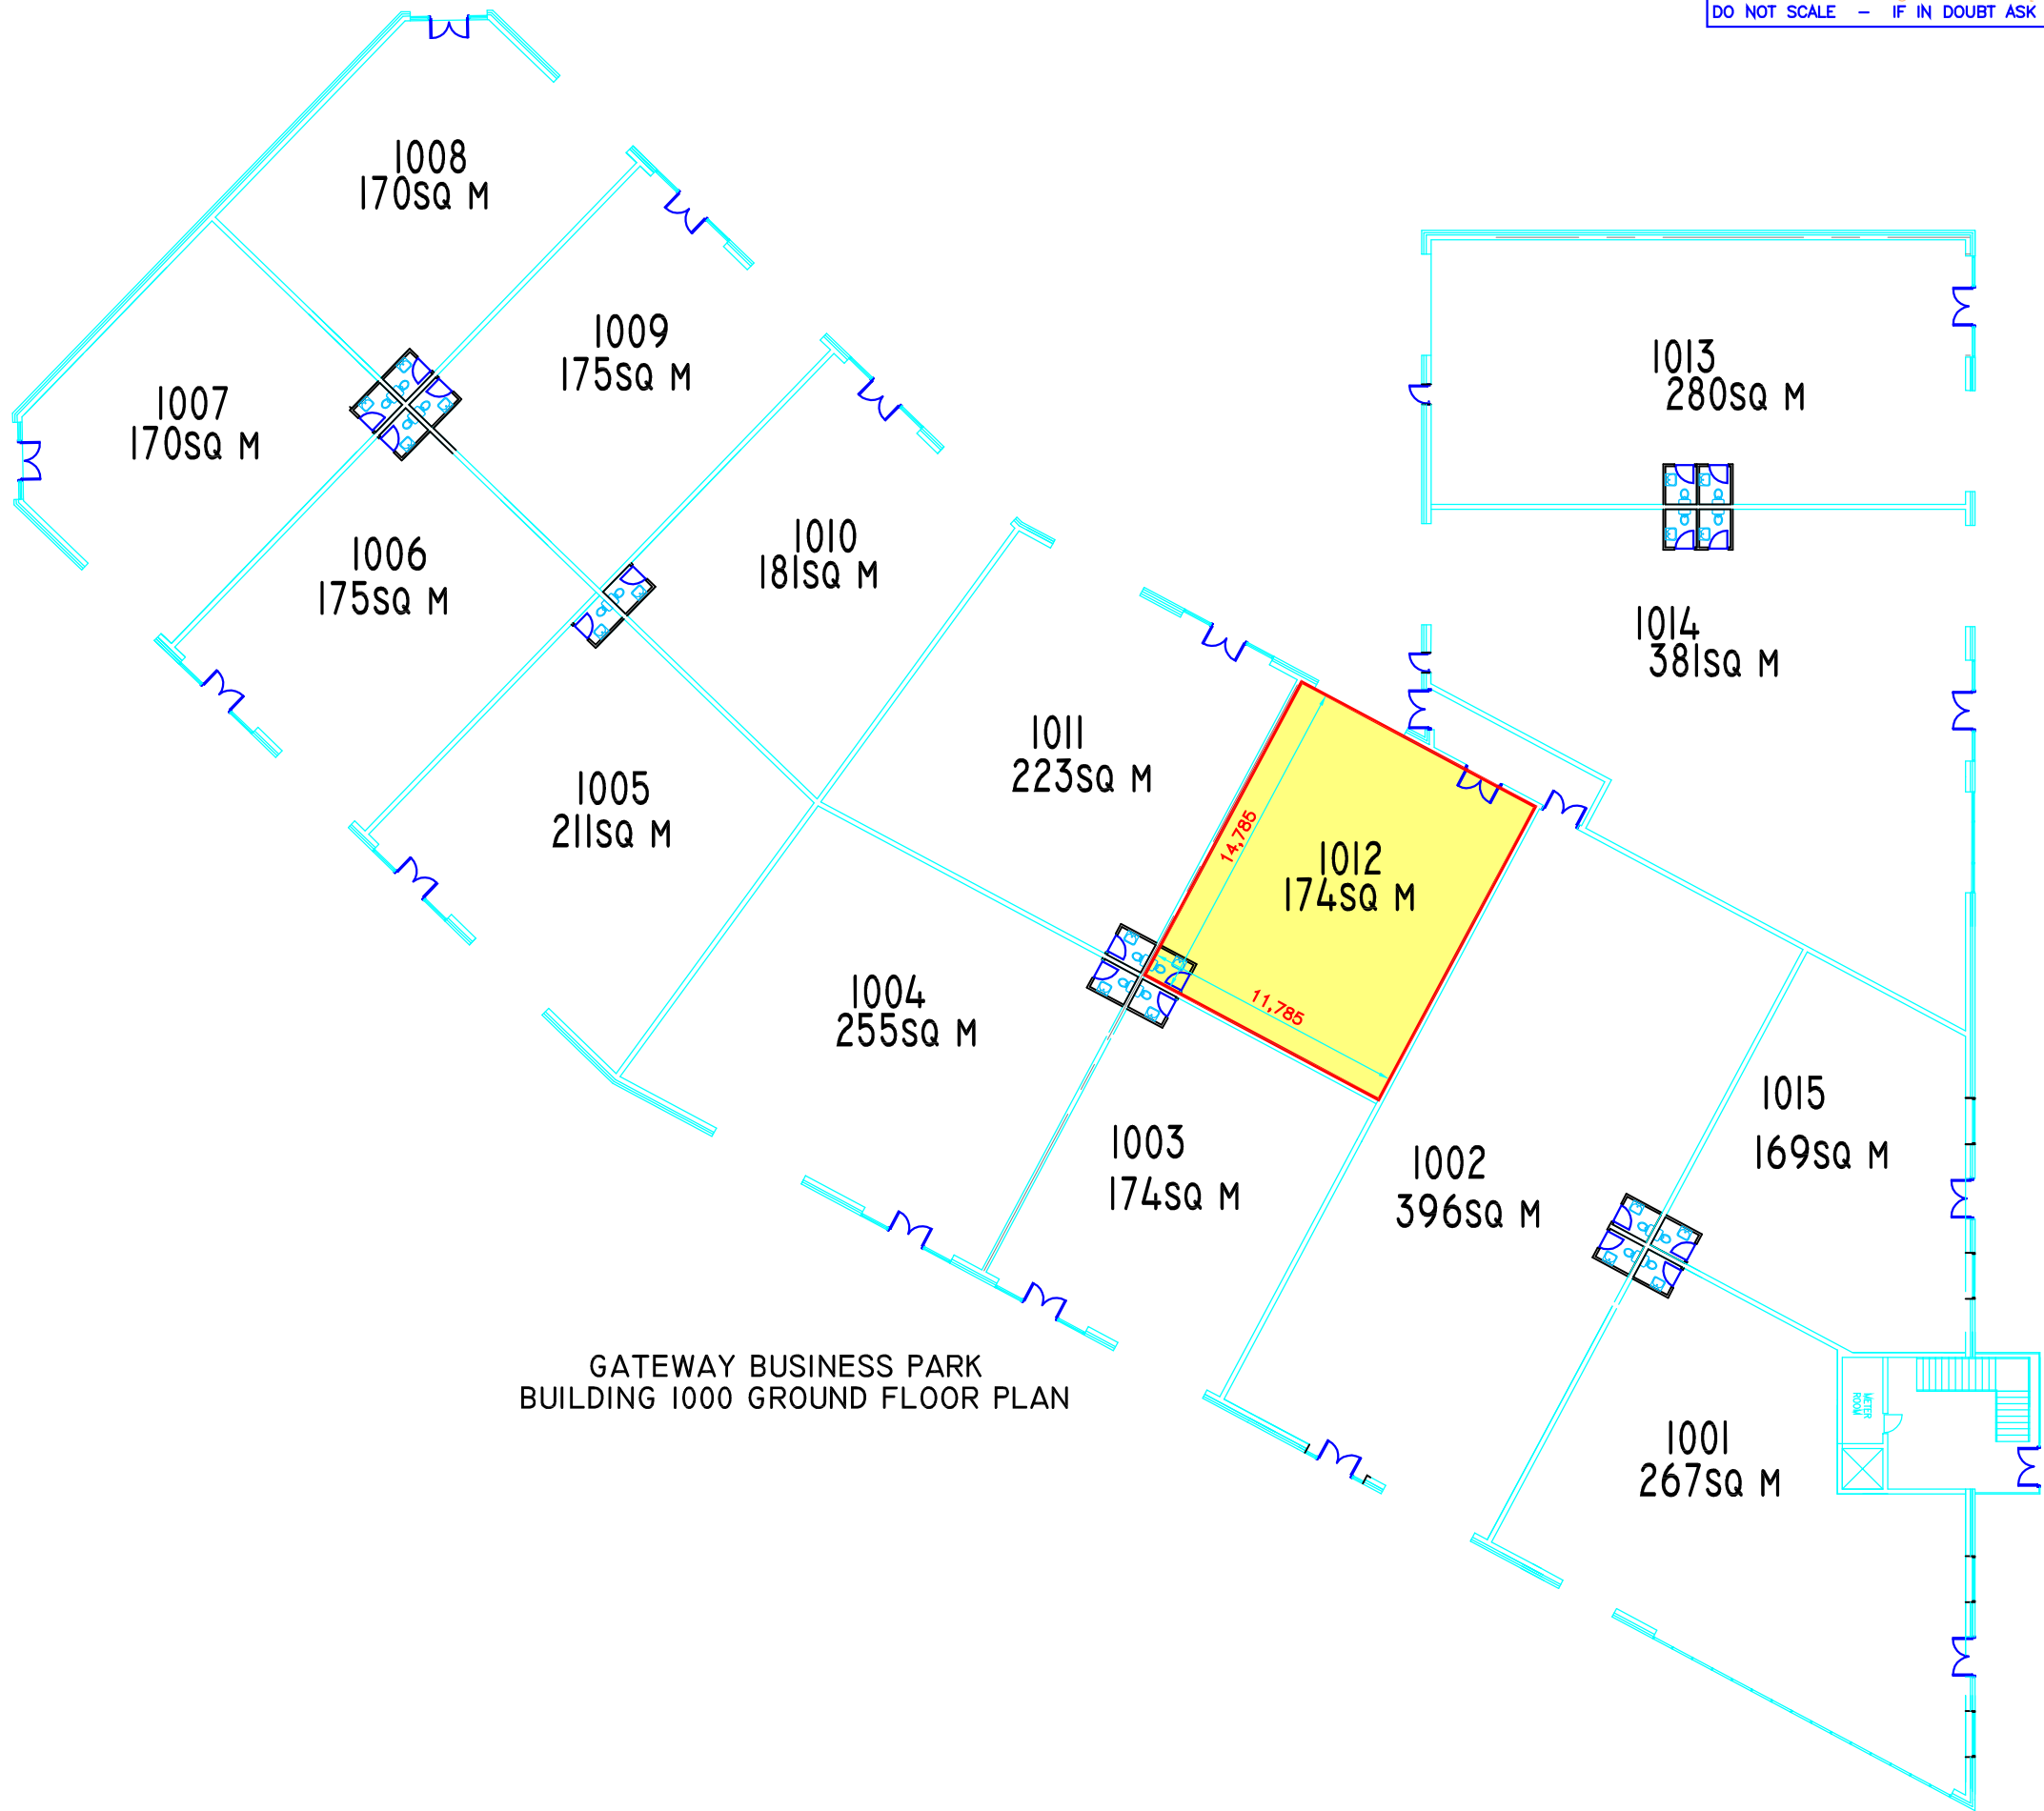 DO NOT SCALE – IF IN DOUBT ASK
1008
170SQ M
1009
175SQ M
1013
280SQ M
1007
170SQ M
1006
175SQ M
1010
181SQ M
1014
381SQ M
1011
223SQ M
1005
211SQ M
14,785
1012
174SQ M
11,785
1004
255SQ M
1015
169SQ M
1003
174SQ M
1002
396SQ M
GATEWAY BUSINESS PARK
BUILDING 1000 GROUND FLOOR PLAN
METER
ROOM
1001
267SQ M